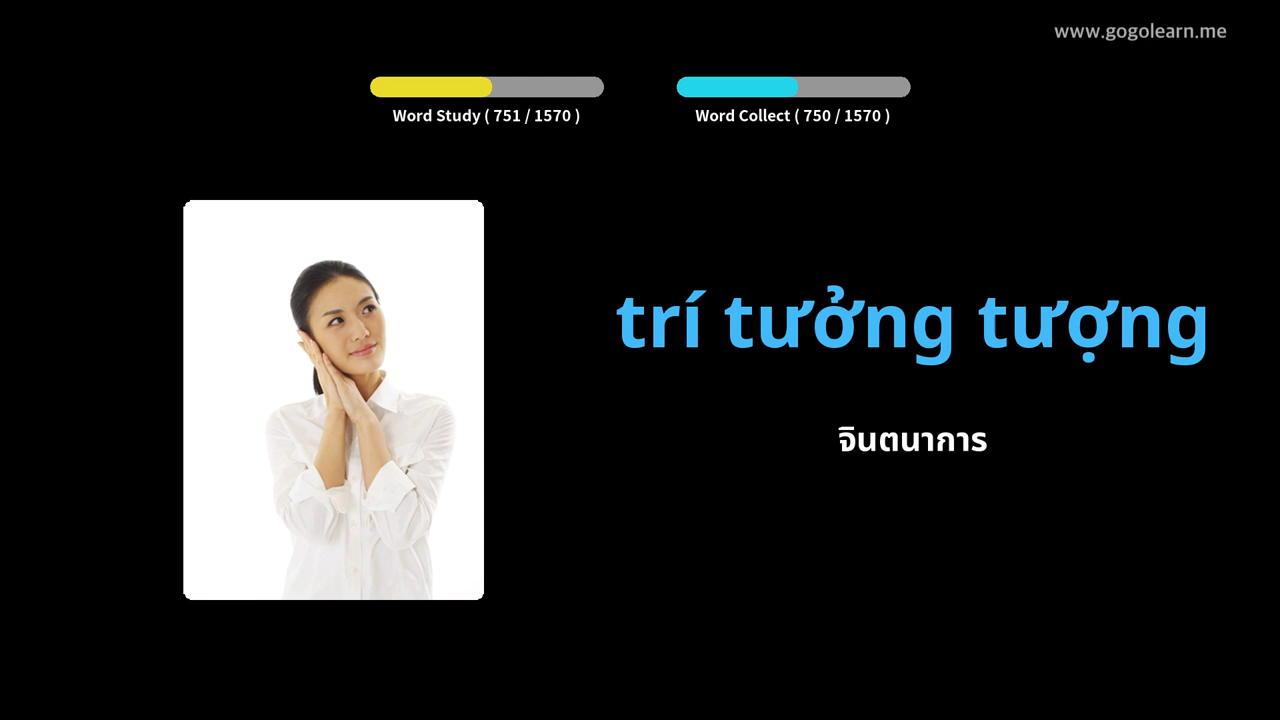 www.gogolearn.me
Word Study ( 751 / 1570 )
Word Collect ( 750 / 1570 )
trí tưởng tượng
จินตนาการ